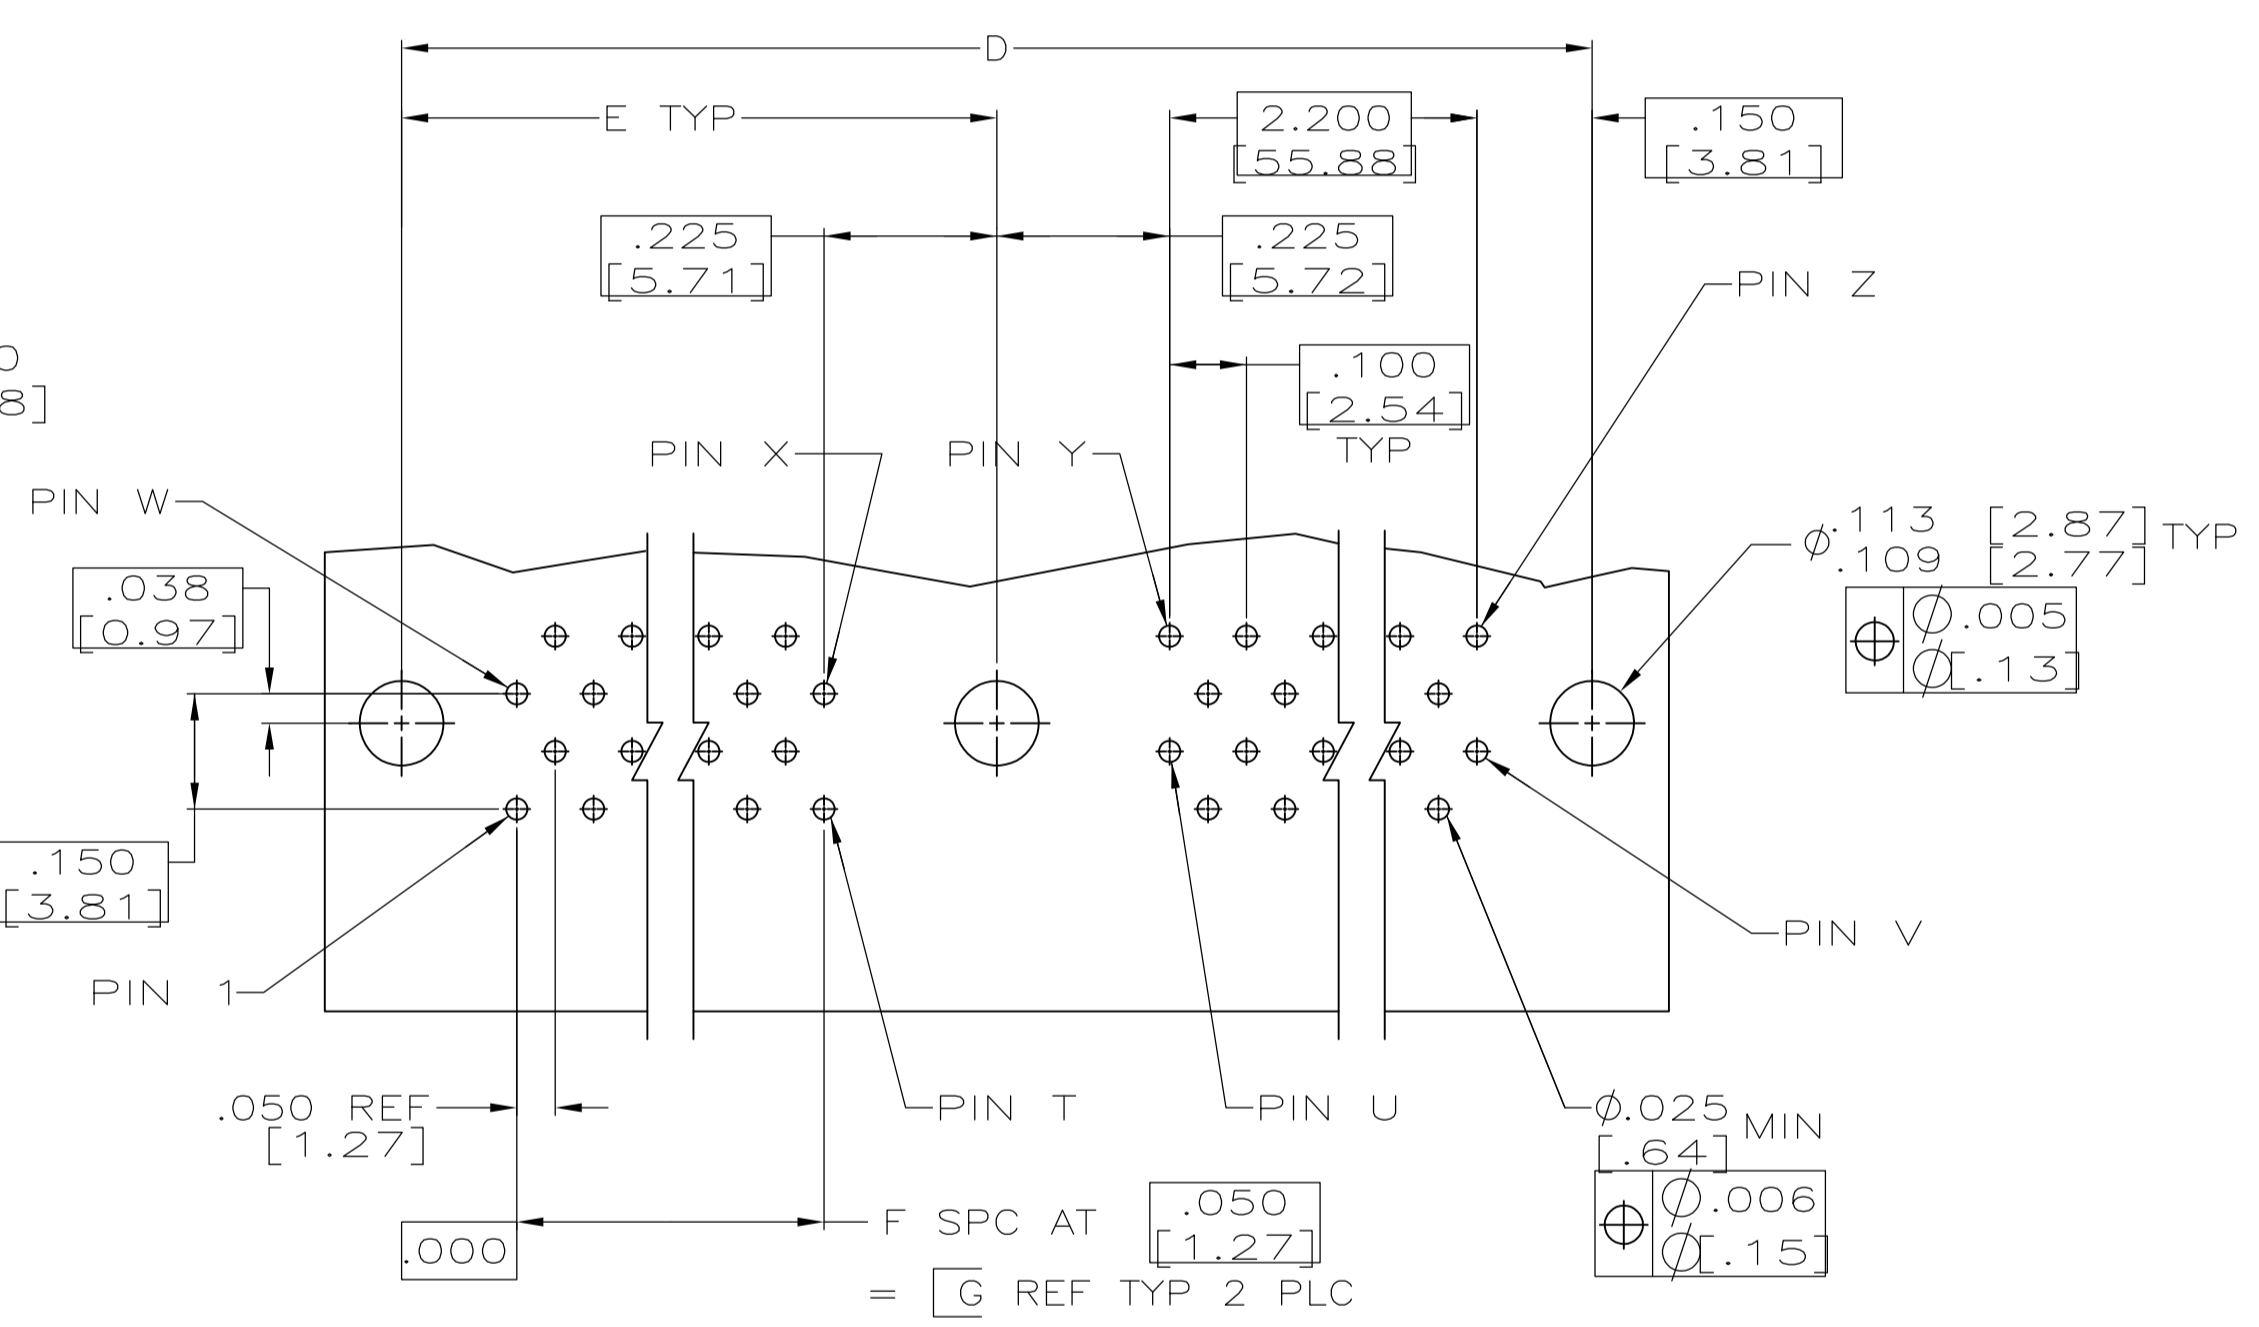 D
E TYP
2.200
[55.88]
.150
[3.81]
.225
[5.71]
.225
[5.72]
PIN Z
0
8]
.100
[2.54]
TYP
PIN X
PIN Y
PIN W
⌀.113 [2.87] TYP
.109 [2.77]
.038
[0.97]
⌀.005
⌀[.13]
.150
[3.81]
PIN V
PIN 1
.050 REF
[1.27]
PIN T
PIN U
⌀.025 MIN
[.64]
⌀.006
⌀[.15]
.000
F SPC AT .050
[1.27]
= G REF TYP 2 PLC